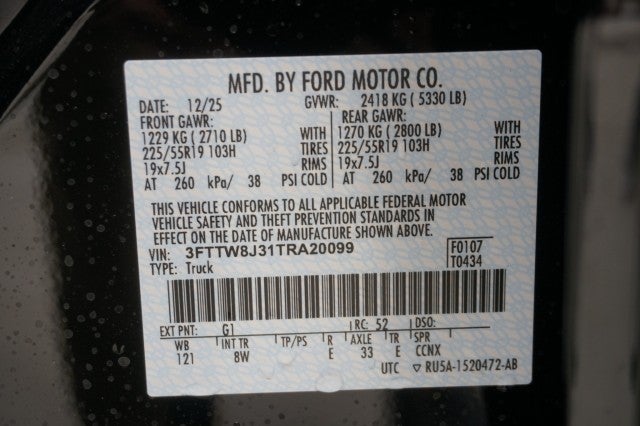 MFD. BY FORD MOTOR CO.
DATE: 12/25 GVWR: 2418 KG ( 5330 LB)
FRONT GAWR: REAR GAWR:
1229 KG ( 2710 LB) WITH 1270 KG ( 2800 LB) WITH
225/55R19 103H TIRES 225/55R19 103H TIRES
19x7.5J RIMS 19x7.5J RIMS
AT 260 kPa/ 38 PSI COLD AT 260 kPa/ 38 PSI COLD
THIS VEHICLE CONFORMS TO ALL APPLICABLE FEDERAL MOTOR
VEHICLE SAFETY AND THEFT PREVENTION STANDARDS IN
EFFECT ON THE DATE OF MANUFACTURE SHOWN ABOVE.
VIN: 3FTTW8J31TRA20099 F0107
TYPE: Truck T0434
EXT PNT: G1 RC: 52 DSO:
WB INT TR TP/PS R AXLE TR SPR
121 8W E 33 E CCNX
UTC ▽ RU5A-1520472-AB